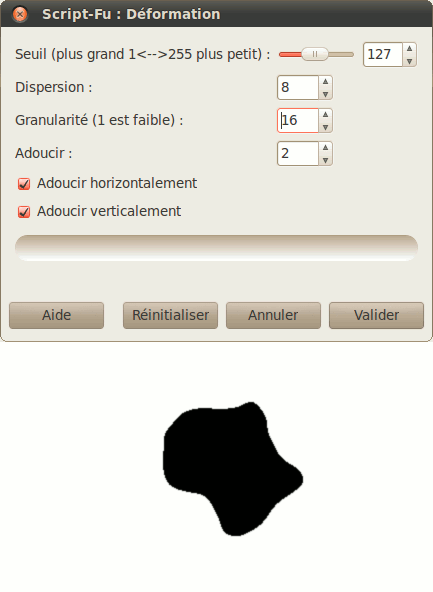 Script-Fu : Déformation
Seuil (plus grand 1<-->255 plus petit) : 127
Dispersion : 8
Granularité (1 est faible) : 16
Adoucir : 2
Adoucir horizontalement
Adoucir verticalement
Aide Réinitialiser Annuler Valider